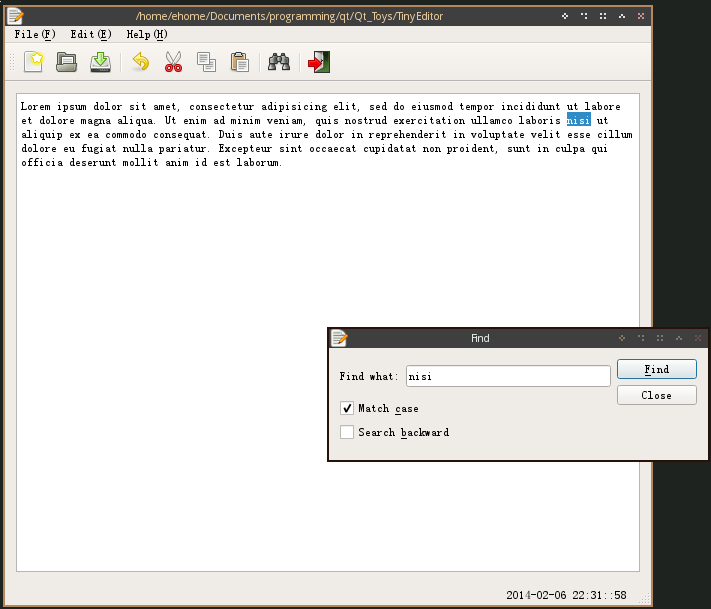 /home/ehome/Documents/programming/qt/Qt_Toys/TinyEditor
File(F) Edit(E) Help(H)
Lorem ipsum dolor sit amet, consectetur adipisicing elit, sed do eiusmod tempor incididunt ut labore
et dolore magna aliqua. Ut enim ad minim veniam, quis nostrud exercitation ullamco laboris nisi ut
aliquip ex ea commodo consequat. Duis aute irure dolor in reprehenderit in voluptate velit esse cillum
dolore eu fugiat nulla pariatur. Excepteur sint occaecat cupidatat non proident, sunt in culpa qui
officia deserunt mollit anim id est laborum.
Find
Find what: nisi Find
Close
Match case
Search backward
2014-02-06 22:31::58